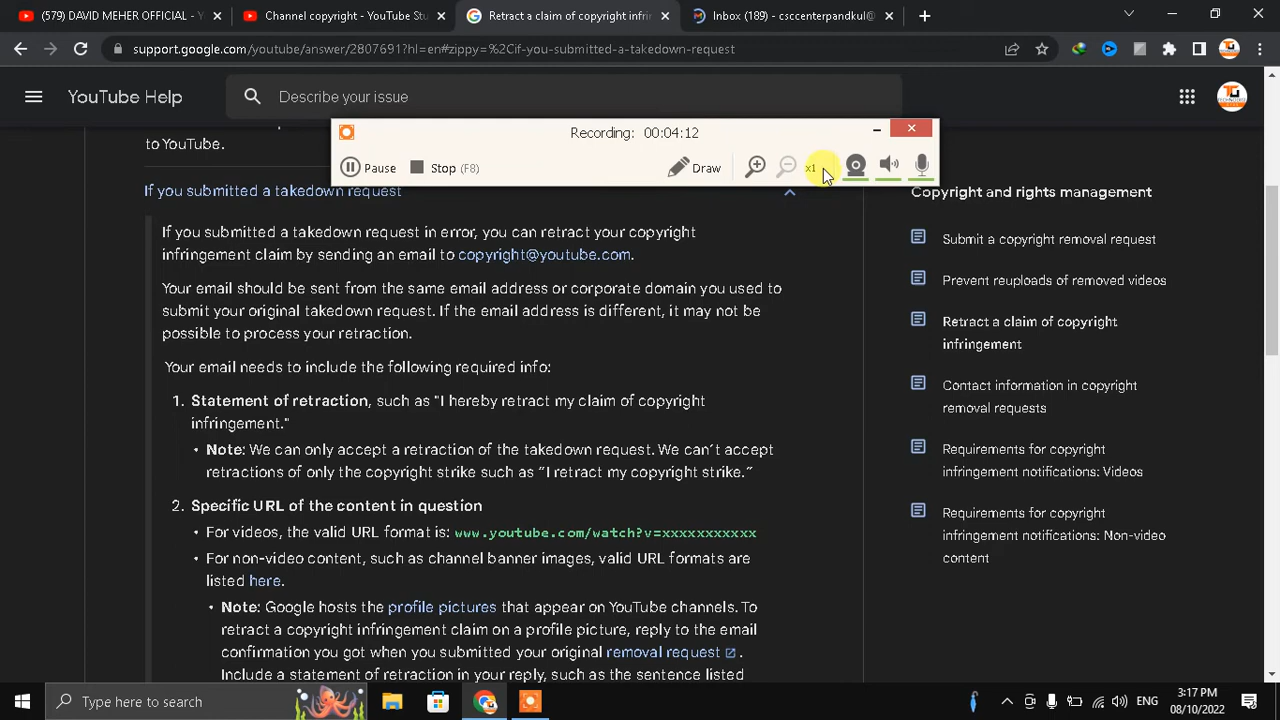 (579) DAVID MEHER OFFICIAL - Y
Channel copyright - YouTube Stu
Retract a claim of copyright infri
Inbox (189) - csccenterpandkul@
support.google.com/youtube/answer/2807691?hl=en#zippy=%2Cif-you-submitted-a-takedown-request
YouTube Help
Describe your issue
Recording: 00:04:12
Pause
Stop (F8)
Draw
x1
to YouTube.
If you submitted a takedown request
If you submitted a takedown request in error, you can retract your copyright
infringement claim by sending an email to copyright@youtube.com.
Your email should be sent from the same email address or corporate domain you used to
submit your original takedown request. If the email address is different, it may not be
possible to process your retraction.
Your email needs to include the following required info:
1. Statement of retraction, such as "I hereby retract my claim of copyright
infringement."
• Note: We can only accept a retraction of the takedown request. We can't accept
retractions of only the copyright strike such as “I retract my copyright strike.”
2. Specific URL of the content in question
• For videos, the valid URL format is: www.youtube.com/watch?v=xxxxxxxxxxx
• For non-video content, such as channel banner images, valid URL formats are
listed here.
• Note: Google hosts the profile pictures that appear on YouTube channels. To
retract a copyright infringement claim on a profile picture, reply to the email
confirmation you got when you submitted your original removal request.
Include a statement of retraction in your reply, such as the sentence listed
Copyright and rights management
Submit a copyright removal request
Prevent reuploads of removed videos
Retract a claim of copyright
infringement
Contact information in copyright
removal requests
Requirements for copyright
infringement notifications: Videos
Requirements for copyright
infringement notifications: Non-video
content
Type here to search
ENG
3:17 PM
08/10/2022